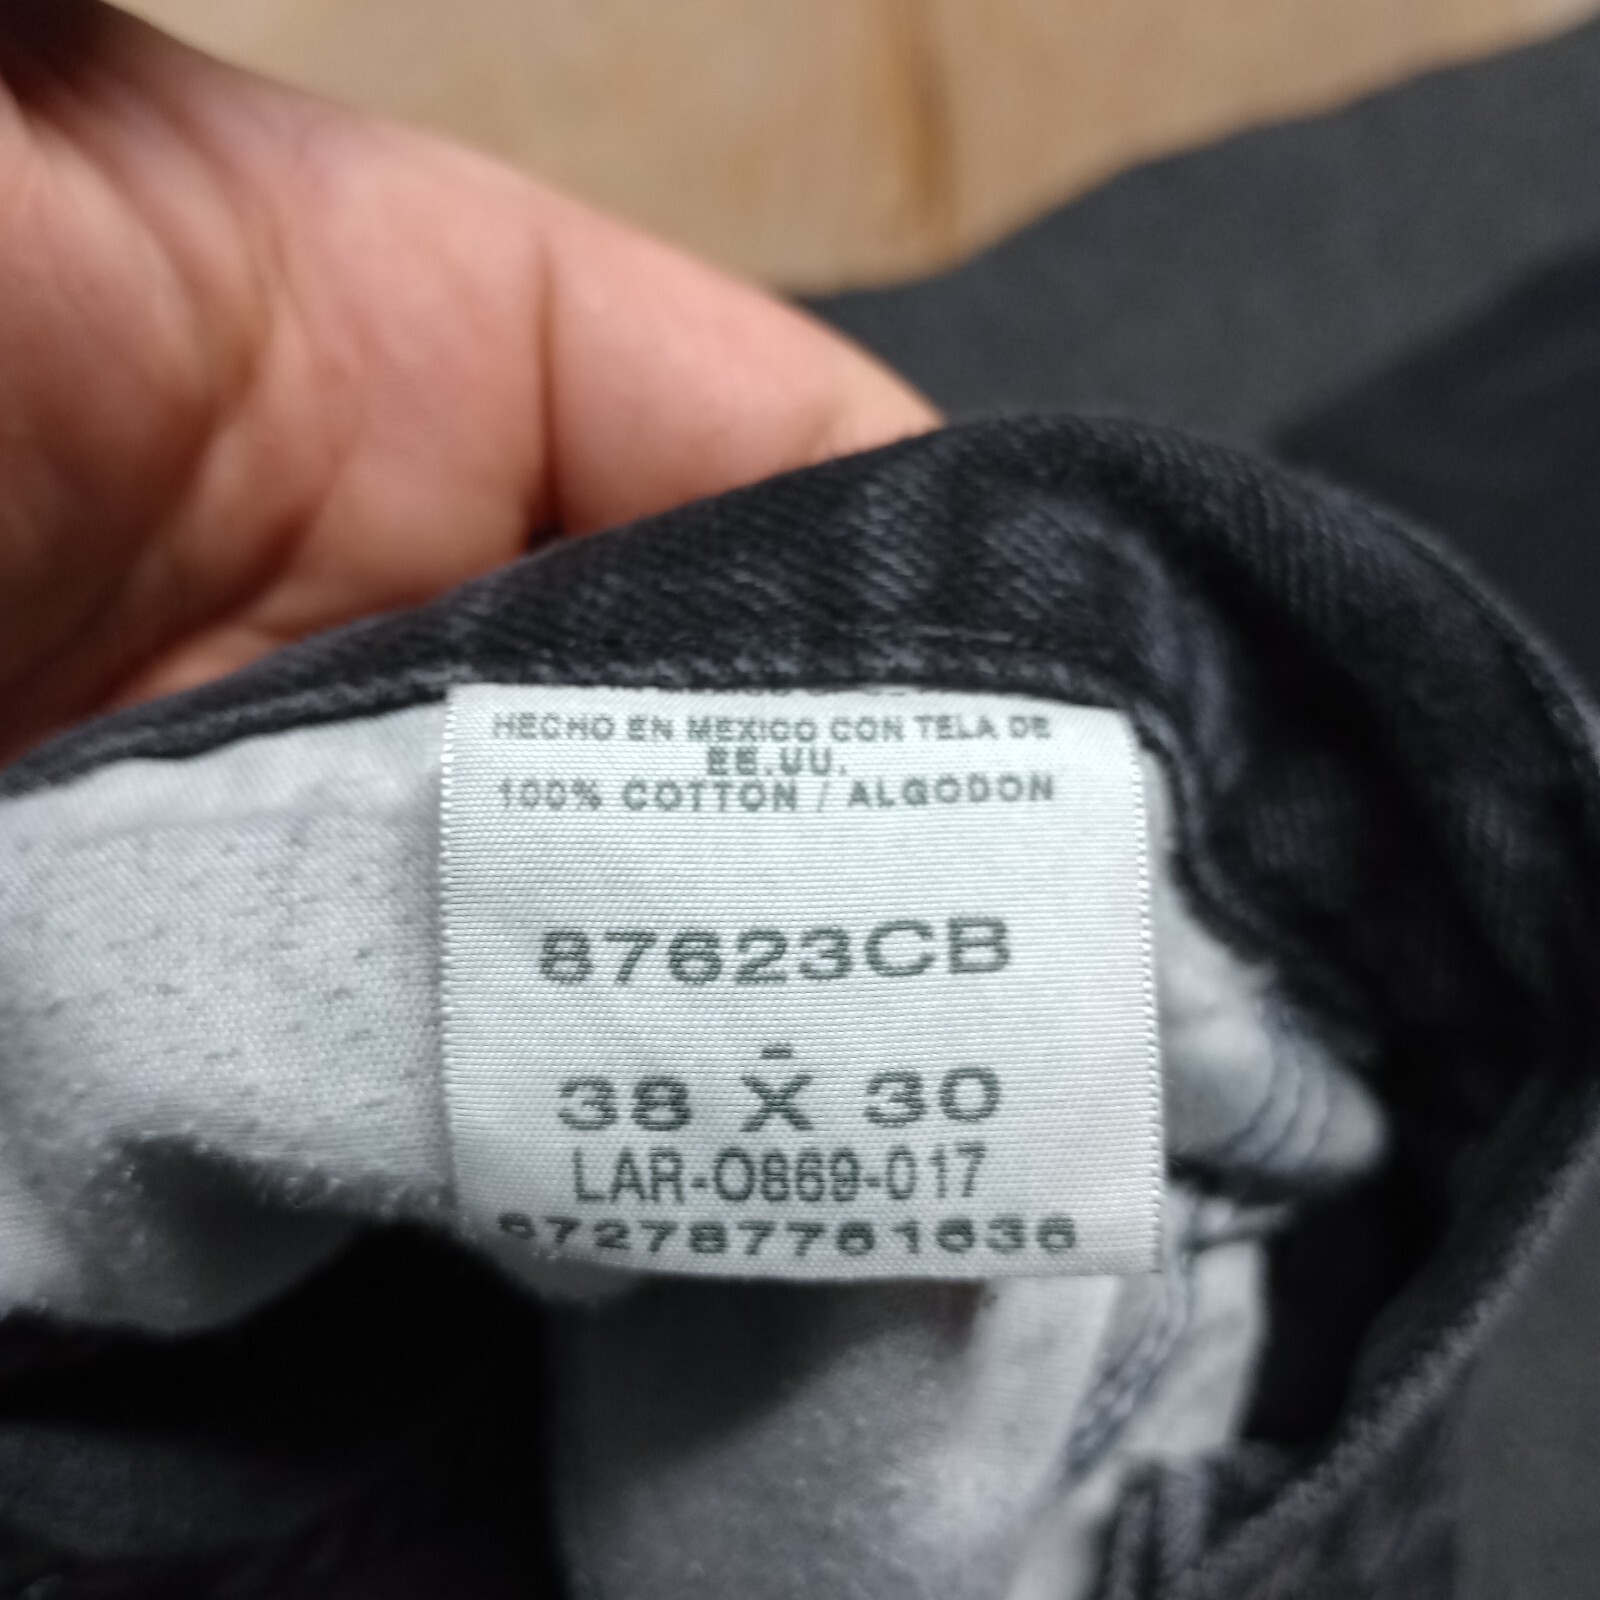 HECHO EN MEXICO CON TELA DE
EE.UU.
100% COTTON / ALGODON
87623CB
-
38 X 30
LAR-0869-017